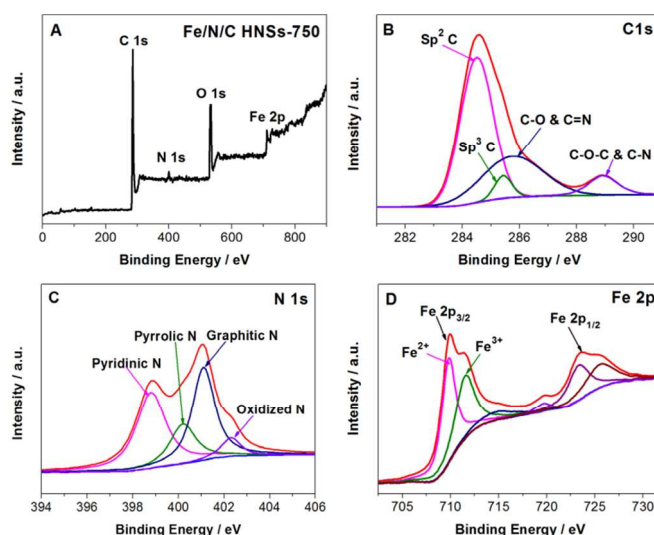 A
Fe/N/C HNSs-750
C 1s
O 1s
N 1s
Fe 2p
Intensity / a.u.
0 200 400 600 800
Binding Energy / eV
B
C1s
Sp² C
C-O & C=N
Sp³ C
C-O-C & C-N
Intensity / a.u.
282 284 286 288 290
Binding Energy / eV
C
N 1s
Pyrrolic N
Graphitic N
Pyridinic N
Oxidized N
Intensity / a.u.
394 396 398 400 402 404 406
Binding Energy / eV
D
Fe 2p
Fe 2p3/2
Fe 2p1/2
Fe²⁺
Fe³⁺
Intensity / a.u.
705 710 715 720 725
Binding Energy / eV